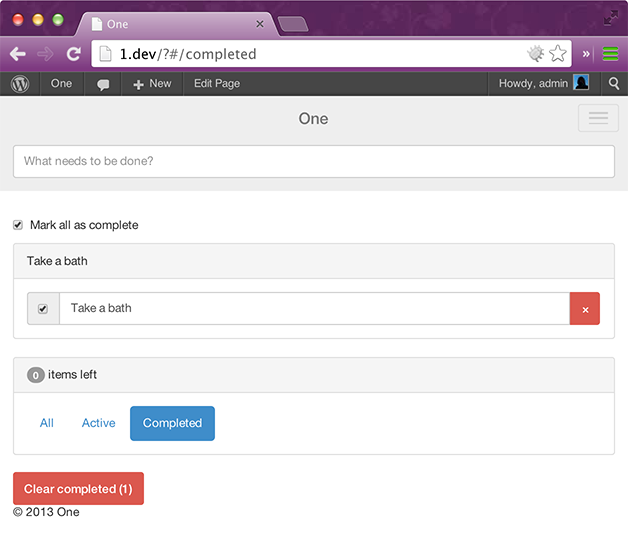 One
1.dev/?#/completed
One
New
Edit Page
Howdy, admin
One
What needs to be done?
Mark all as complete
Take a bath
Take a bath
×
0 items left
All
Active
Completed
Clear completed (1)
© 2013 One